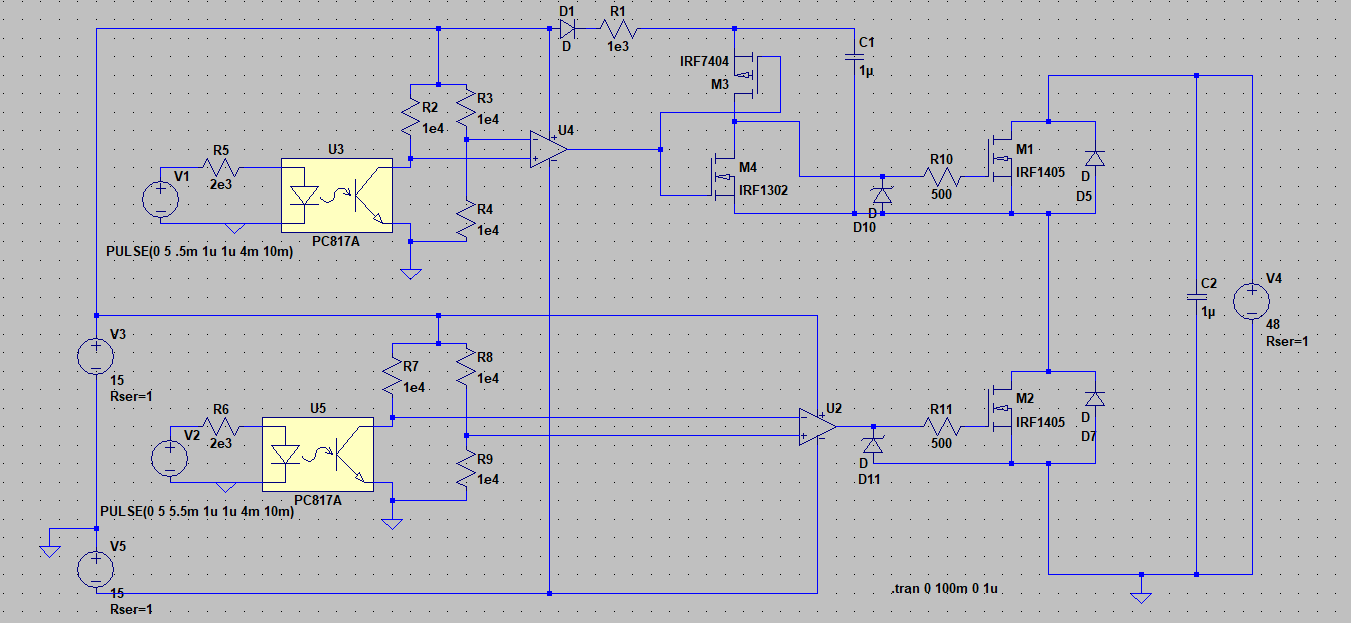 D1
R1
D
1e3
C1
1µ
IRF7404
M3
R2
1e4
R3
1e4
U4
R5
2e3
U3
V1
PC817A
PULSE(0 5 .5m 1u 1u 4m 10m)
R4
1e4
M4
IRF1302
R10
500
D
D10
M1
IRF1405
D
D5
C2
1µ
V4
48
Rser=1
V3
15
Rser=1
R7
1e4
R8
1e4
R6
2e3
U5
V2
PC817A
PULSE(0 5 5.5m 1u 1u 4m 10m)
R9
1e4
U2
R11
500
D
D11
M2
IRF1405
D
D7
V5
15
Rser=1
.tran 0 100m 0 1u